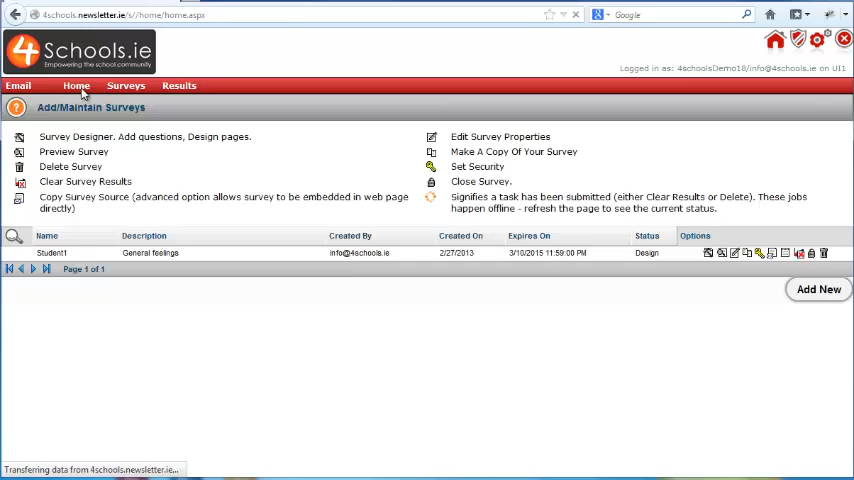 4schools.newsletter.ie/s//home/home.aspx
Google
4Schools.ie
Empowering the school community
Logged in as: 4schoolsDemo18/info@4schools.ie on UI1
Email Home Surveys Results
? Add/Maintain Surveys
Survey Designer. Add questions, Design pages.
Edit Survey Properties
Preview Survey
Make A Copy Of Your Survey
Delete Survey
Set Security
Clear Survey Results
Close Survey.
Copy Survey Source (advanced option allows survey to be embedded in web page
directly)
Signifies a task has been submitted (either Clear Results or Delete). These jobs
happen offline - refresh the page to see the current status.
Name Description Created By Created On Expires On Status Options
Student1 General feelings info@4schools.ie 2/27/2013 3/10/2015 11:59:00 PM Design
Page 1 of 1
Add New
Transferring data from 4schools.newsletter.ie...